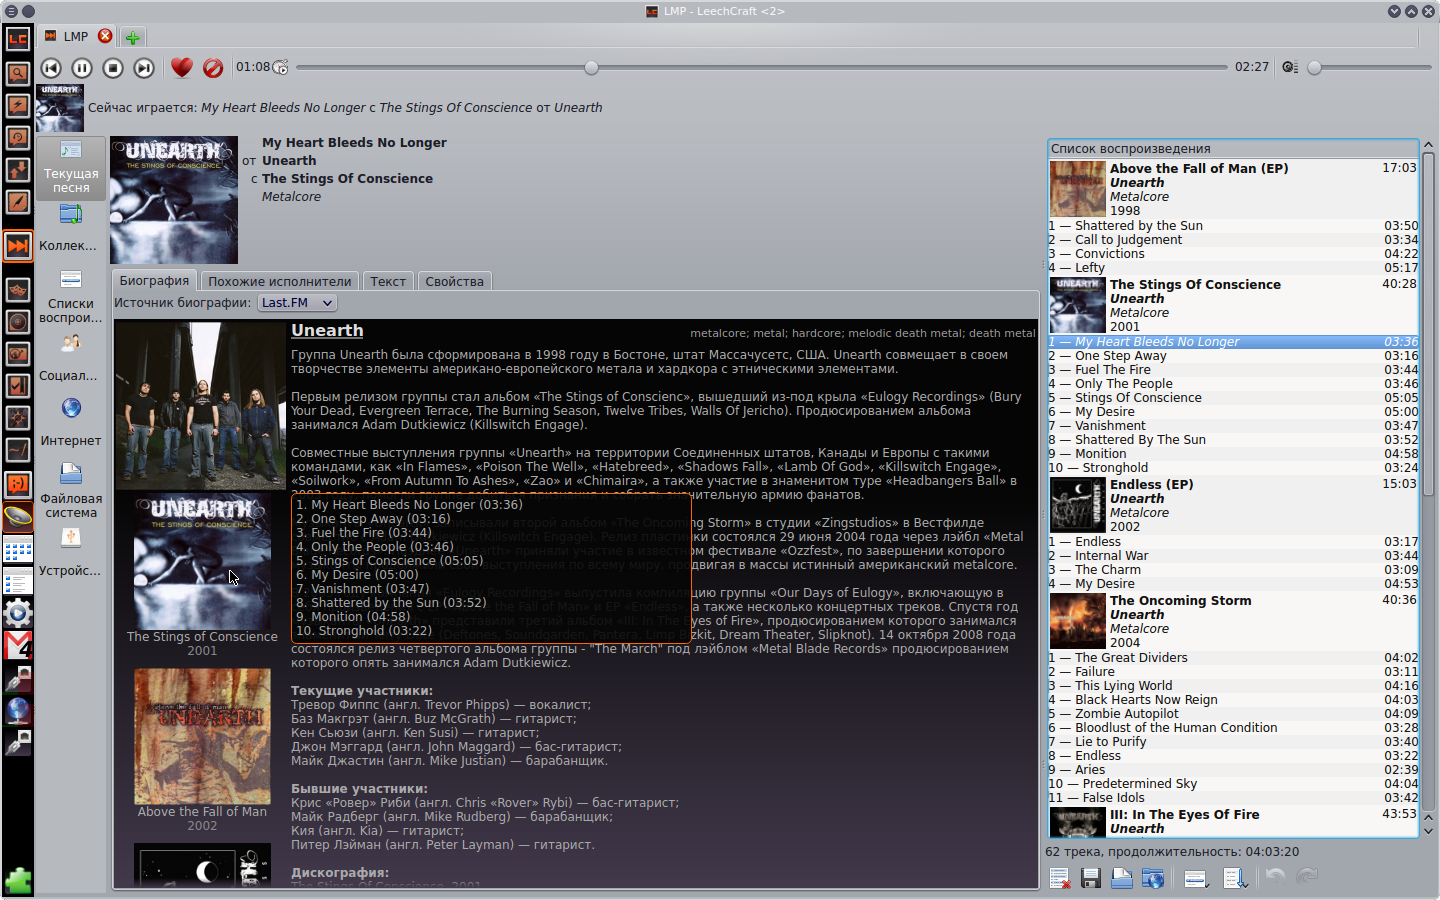 LMP - LeechCraft <2>
LMP
01:08
02:27
Сейчас играется: My Heart Bleeds No Longer с The Stings Of Conscience от Unearth
Текущая
песня
Коллек...
Списки
воспрои...
Социал...
Интернет
Файловая
система
Устройс...
My Heart Bleeds No Longer
от Unearth
с The Stings Of Conscience
Metalcore
Биография
Похожие исполнители
Текст
Свойства
Источник биографии: Last.FM
Unearth
metalcore; metal; hardcore; melodic death metal; death metal
Группа Unearth была сформирована в 1998 году в Бостоне, штат Массачусетс, США. Unearth совмещает в своем
творчестве элементы американо-европейского метала и хардкора с этническими элементами.
Первым релизом группы стал альбом «The Stings of Conscienc», вышедший из-под крыла «Eulogy Recordings» (Bury
Your Dead, Evergreen Terrace, The Burning Season, Twelve Tribes, Walls Of Jericho). Продюсированием альбома
занимался Adam Dutkiewicz (Killswitch Engage).
Совместные выступления группы «Unearth» на территории Соединенных штатов, Канады и Европы с такими
командами, как «In Flames», «Poison The Well», «Hatebreed», «Shadows Fall», «Lamb Of God», «Killswitch Engage»,
«Soilwork», «From Autumn To Ashes», «Zao» и «Chimaira», а также участие в знаменитом туре «Headbangers Ball» в
армию фанатов.
1. My Heart Bleeds No Longer (03:36)
2. One Step Away (03:16)
3. Fuel the Fire (03:44)
4. Only the People (03:46)
5. Stings of Conscience (05:05)
6. My Desire (05:00)
7. Vanishment (03:47)
8. Shattered by the Sun (03:52)
9. Monition (04:58)
10. Stronghold (03:22)
Storm» в студии «Zingstudios» в Вестфилде
состоялся 29 июня 2004 года через лэйбл «Metal
фестивале «Ozzfest», по завершении которого
в массы истинный американский metalcore.
группы «Our Days of Eulogy», включающую в
а также несколько концертных треков. Спустя год
of Fire», продюсированием которого занимался
Dream Theater, Slipknot). 14 октября 2008 года
состоялся релиз четвертого альбома группы - "The March" под лэйблом «Metal Blade Records» продюсированием
которого опять занимался Adam Dutkiewicz.
Текущие участники:
Тревор Фиппс (англ. Trevor Phipps) — вокалист;
Баз Макгрэт (англ. Buz McGrath) — гитарист;
Кен Сьюзи (англ. Ken Susi) — гитарист;
Джон Мэггард (англ. John Maggard) — бас-гитарист;
Майк Джастин (англ. Mike Justian) — барабанщик.
Бывшие участники:
Крис «Ровер» Риби (англ. Chris «Rover» Rybi) — бас-гитарист;
Майк Радберг (англ. Mike Rudberg) — барабанщик;
Кия (англ. Kia) — гитарист;
Питер Лэйман (англ. Peter Layman) — гитарист.
Дискография:
The Stings Of Conscience, 2001
UNEARTH
THE STINGS OF CONSCIENCE
The Stings of Conscience
2001
UNEARTH
Above the Fall of Man
2002
Список воспроизведения
Above the Fall of Man (EP) 17:03
Unearth
Metalcore
1998
1 — Shattered by the Sun 03:50
2 — Call to Judgement 03:34
3 — Convictions 04:22
4 — Lefty 05:17
The Stings Of Conscience 40:28
Unearth
Metalcore
2001
1 — My Heart Bleeds No Longer 03:36
2 — One Step Away 03:16
3 — Fuel The Fire 03:44
4 — Only The People 03:46
5 — Stings Of Conscience 05:05
6 — My Desire 05:00
7 — Vanishment 03:47
8 — Shattered By The Sun 03:52
9 — Monition 04:58
10 — Stronghold 03:24
Endless (EP) 15:03
Unearth
Metalcore
2002
1 — Endless 03:17
2 — Internal War 03:44
3 — The Charm 03:09
4 — My Desire 04:53
The Oncoming Storm 40:36
Unearth
Metalcore
2004
1 — The Great Dividers 04:02
2 — Failure 03:11
3 — This Lying World 04:16
4 — Black Hearts Now Reign 04:03
5 — Zombie Autopilot 04:09
6 — Bloodlust of the Human Condition 03:28
7 — Lie to Purify 03:40
8 — Endless 03:22
9 — Aries 02:39
10 — Predetermined Sky 04:04
11 — False Idols 03:42
III: In The Eyes Of Fire 43:53
Unearth
62 трека, продолжительность: 04:03:20